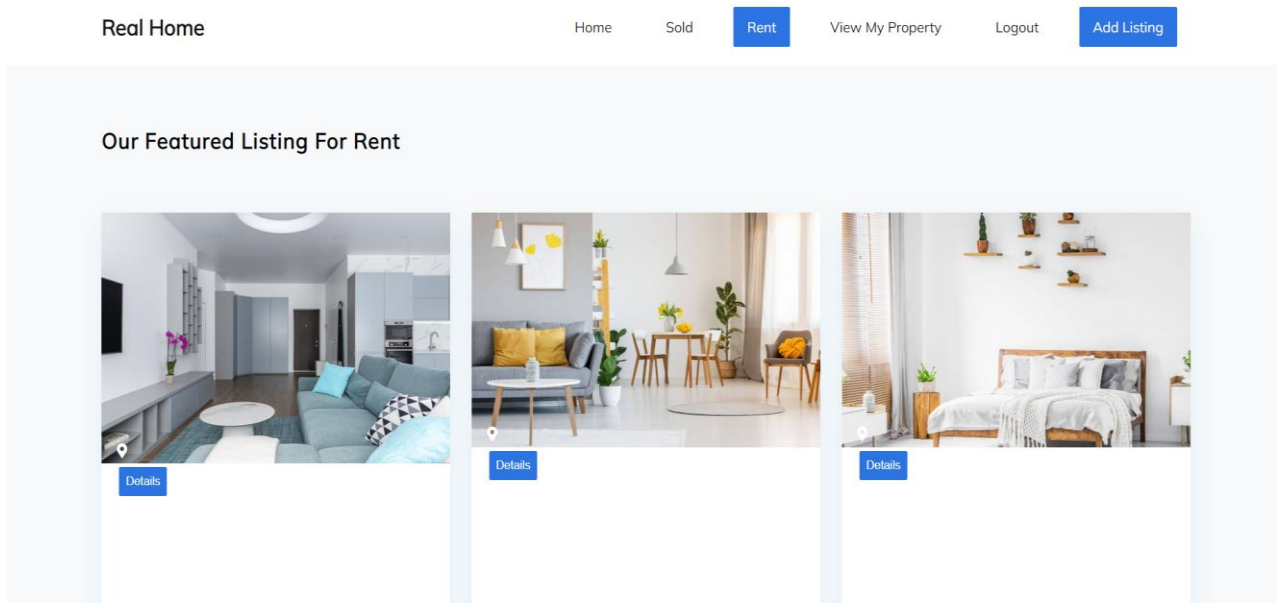 Real Home
Home Sold Rent View My Property Logout Add Listing
Our Featured Listing For Rent
Details
Details
Details